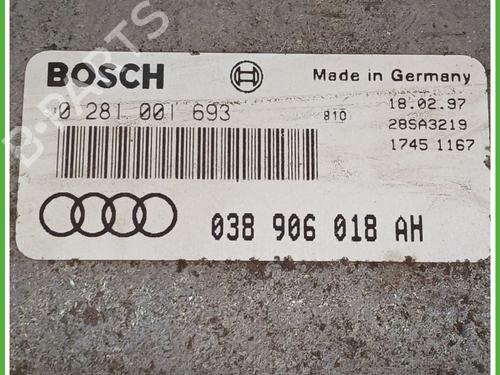 BOSCH
Made in Germany
0 281 001 693
810
18.02.97
28SA3219
1745 1167
038 906 018 AH
B-PARTS